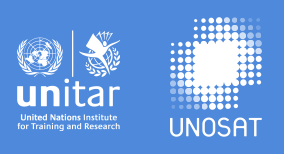 unitar
United Nations Institute
for Training and Research
UNOSAT